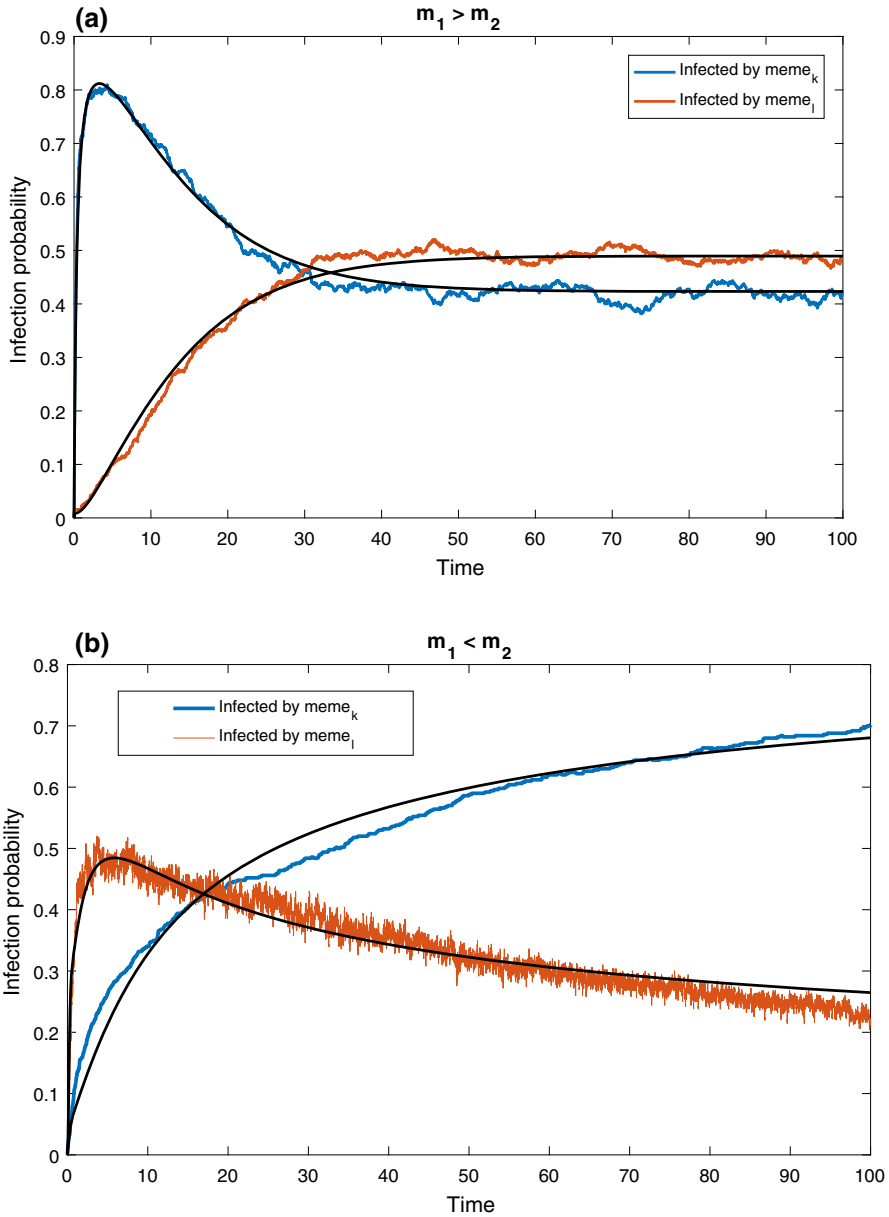 (a)
m1 > m2
0.9
0.8
0.7
0.6
0.5
0.4
0.3
0.2
0.1
0
Infection probability
Infected by memek
Infected by memel
0 10 20 30 40 50 60 70 80 90 100
Time
(b)
m1 < m2
0.8
0.7
0.6
0.5
0.4
0.3
0.2
0.1
0
Infection probability
Infected by memek
Infected by memel
0 10 20 30 40 50 60 70 80 90 100
Time